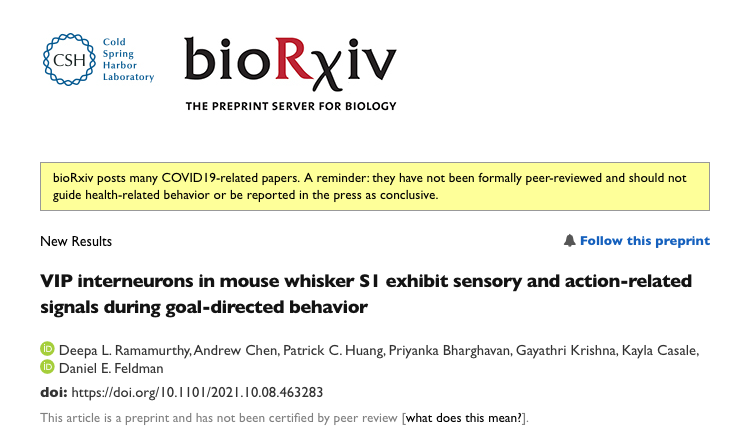 CSH
Cold
Spring
Harbor
Laboratory
bioRxiv
THE PREPRINT SERVER FOR BIOLOGY
bioRxiv posts many COVID19-related papers. A reminder: they have not been formally peer-reviewed and should not
guide health-related behavior or be reported in the press as conclusive.
New Results
Follow this preprint
VIP interneurons in mouse whisker S1 exhibit sensory and action-related
signals during goal-directed behavior
iD Deepa L. Ramamurthy, Andrew Chen, Patrick C. Huang, Priyanka Bharghavan, Gayathri Krishna, Kayla Casale,
iD Daniel E. Feldman
doi: https://doi.org/10.1101/2021.10.08.463283
This article is a preprint and has not been certified by peer review [what does this mean?].